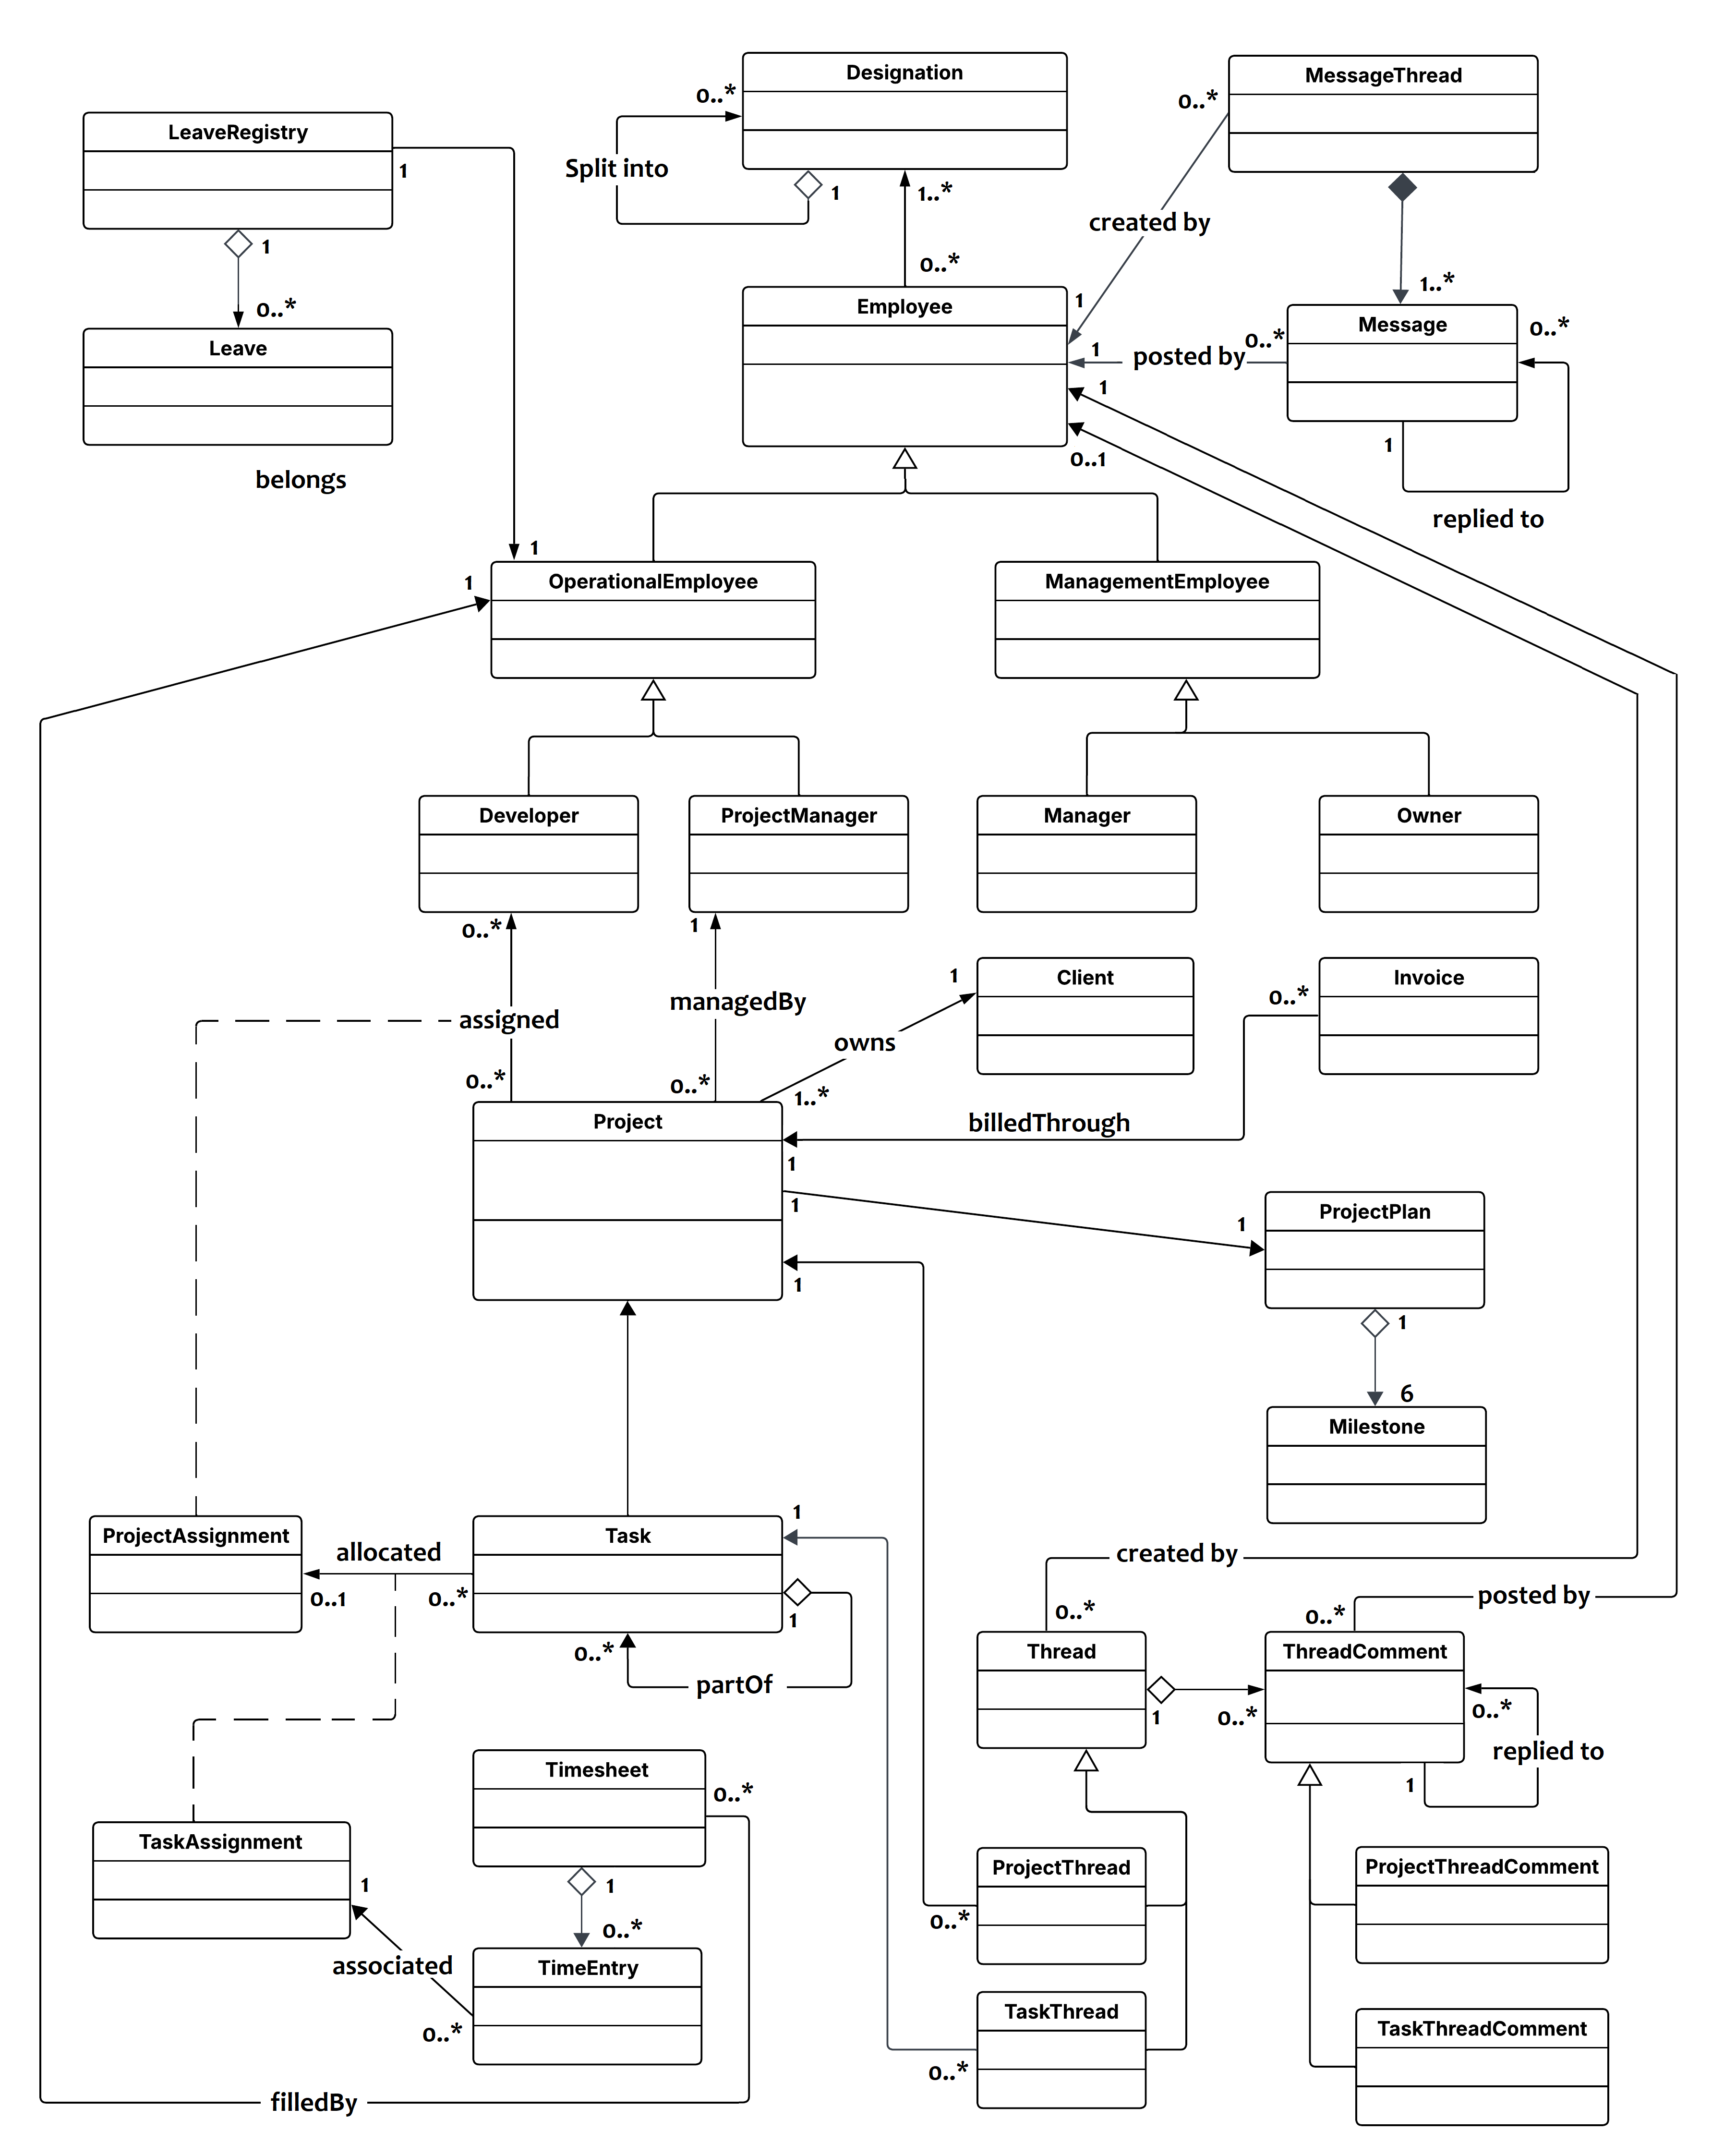 Designation
MessageThread
0..*
0..*
LeaveRegistry
1
Split into
1
1..*
created by
1
0..*
1..*
0..*
1
Employee
Message
0..*
0..*
Leave
1
posted by
1
0..1
1
belongs
replied to
1
1
OperationalEmployee
ManagementEmployee
Developer
ProjectManager
Manager
Owner
0..*
1
1
Client
Invoice
managedBy
0..*
assigned
owns
0..*
0..*
1..*
Project
billedThrough
1
1
1
ProjectPlan
1
1
6
Milestone
1
ProjectAssignment
allocated
Task
created by
0..1
0..*
1
posted by
0..*
0..*
0..*
Thread
ThreadComment
partOf
1
0..*
0..*
replied to
Timesheet
0..*
1
TaskAssignment
1
1
ProjectThread
ProjectThreadComment
0..*
0..*
associated
TimeEntry
TaskThread
TaskThreadComment
0..*
0..*
filledBy